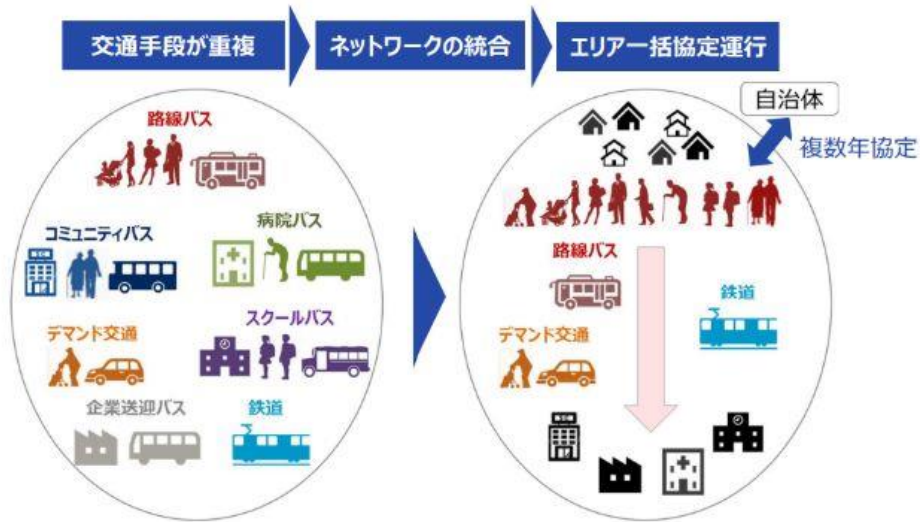 交通手段が重複
ネットワークの統合
エリア一括協定運行
自治体
複数年協定
路線バス
コミュニティバス
病院バス
デマンド交通
スクールバス
企業送迎バス
鉄道
路線バス
鉄道
デマンド交通